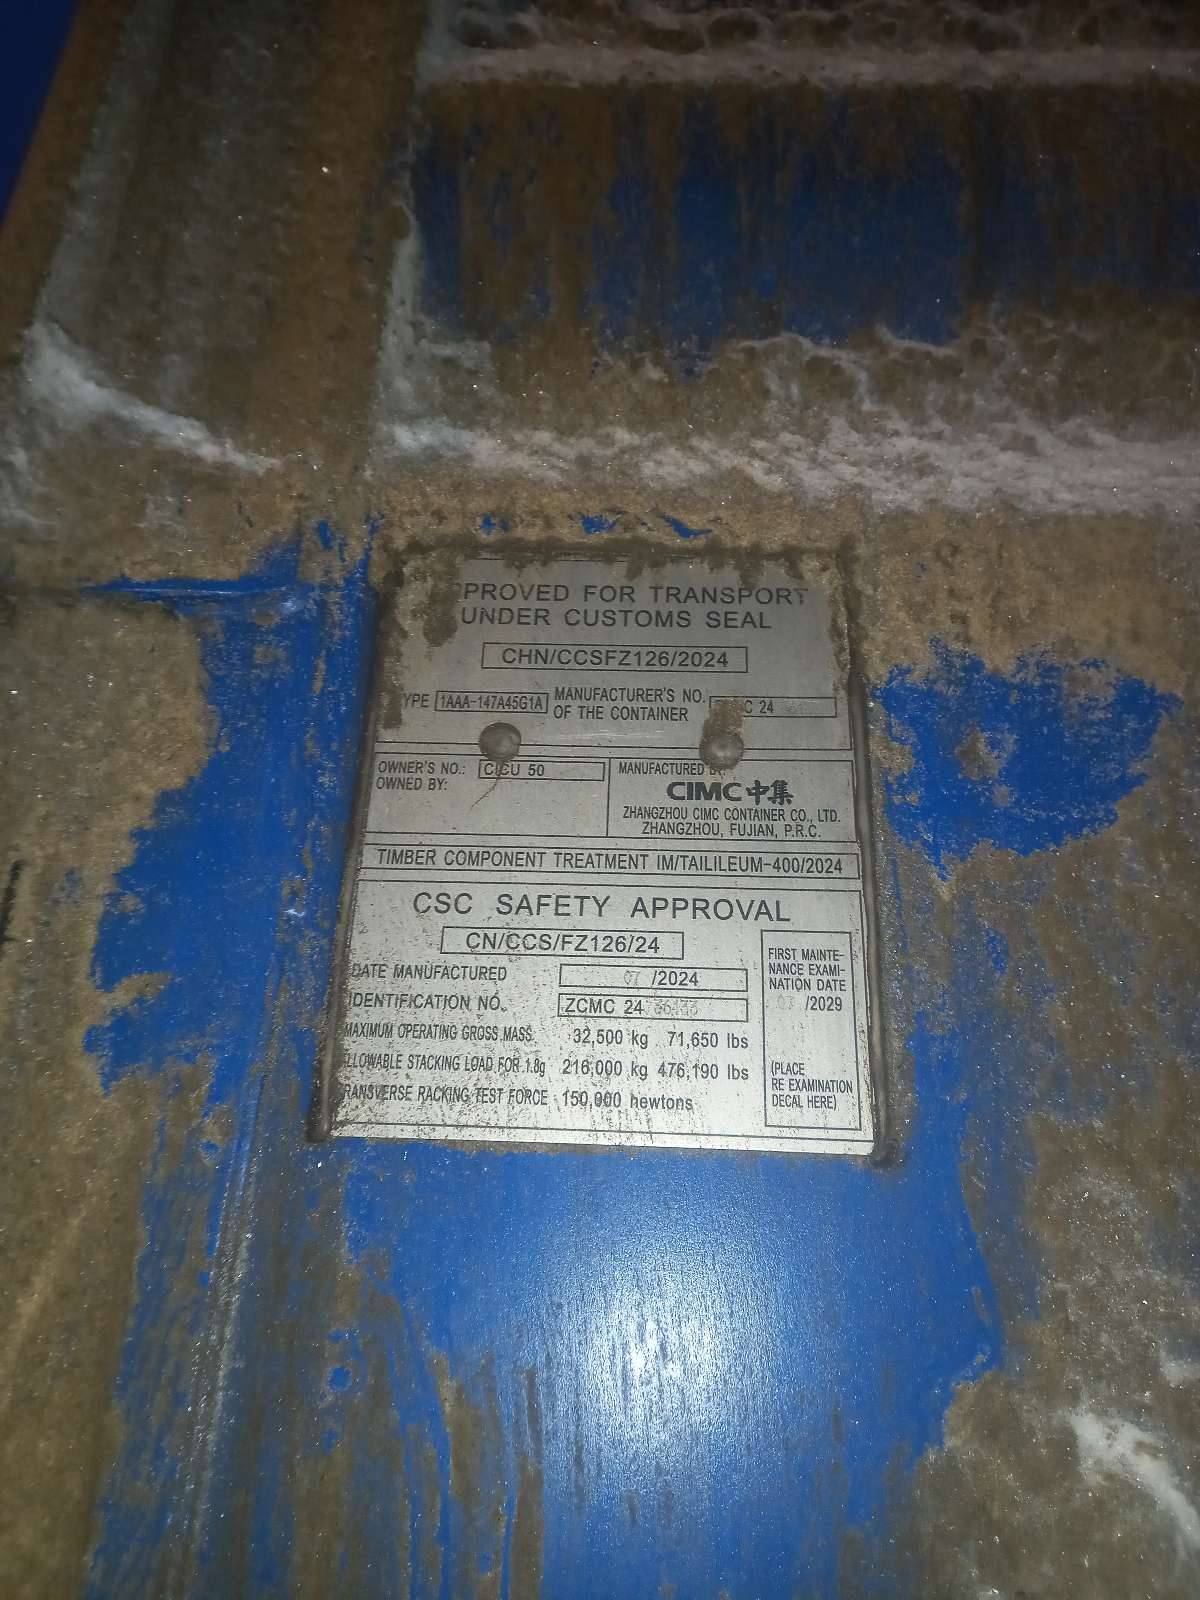 PROVED FOR TRANSPORT
UNDER CUSTOMS SEAL
CHN/CCSFZ126/2024
YPE 1AAA-147A45G1A MANUFACTURER'S NO. OF THE CONTAINER C 24
OWNER'S NO.: CICU 50
OWNED BY:
MANUFACTURED BY:
CIMC中集
ZHANGZHOU CIMC CONTAINER CO., LTD.
ZHANGZHOU, FUJIAN, P.R.C.
TIMBER COMPONENT TREATMENT IM/TAILILEUM-400/2024
CSC SAFETY APPROVAL
CN/CCS/FZ126/24
DATE MANUFACTURED 07 /2024
IDENTIFICATION NO. ZCMC 24
MAXIMUM OPERATING GROSS MASS 32,500 kg 71,650 lbs
LLOWABLE STACKING LOAD FOR 1.8g 216,000 kg 476,190 lbs
RANSVERSE RACKING TEST FORCE 150,000 newtons
FIRST MAINTE-
NANCE EXAMI-
NATION DATE
07 /2029
(PLACE
RE EXAMINATION
DECAL HERE)